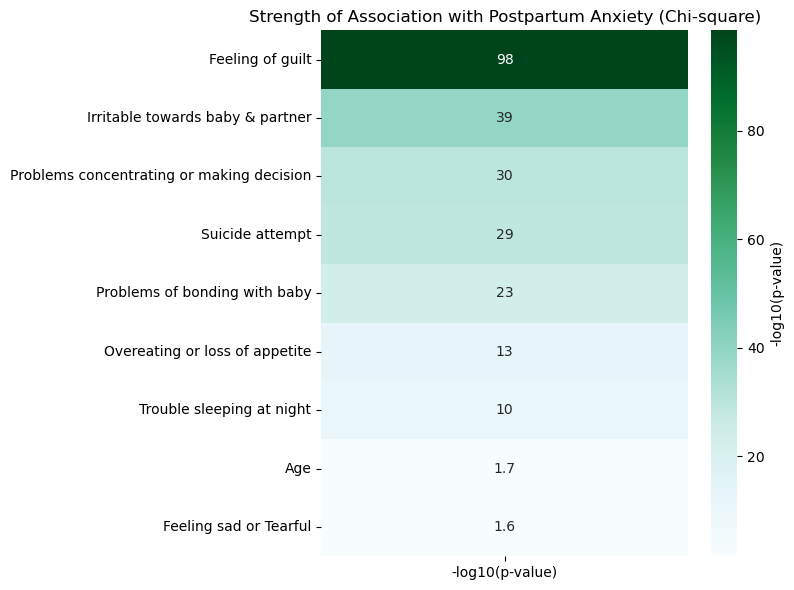 Strength of Association with Postpartum Anxiety (Chi-square)
Feeling of guilt
98
Irritable towards baby & partner
39
Problems concentrating or making decision
30
Suicide attempt
29
Problems of bonding with baby
23
Overeating or loss of appetite
13
Trouble sleeping at night
10
Age
1.7
Feeling sad or Tearful
1.6
-log10(p-value)
80
60
40
20
-log10(p-value)